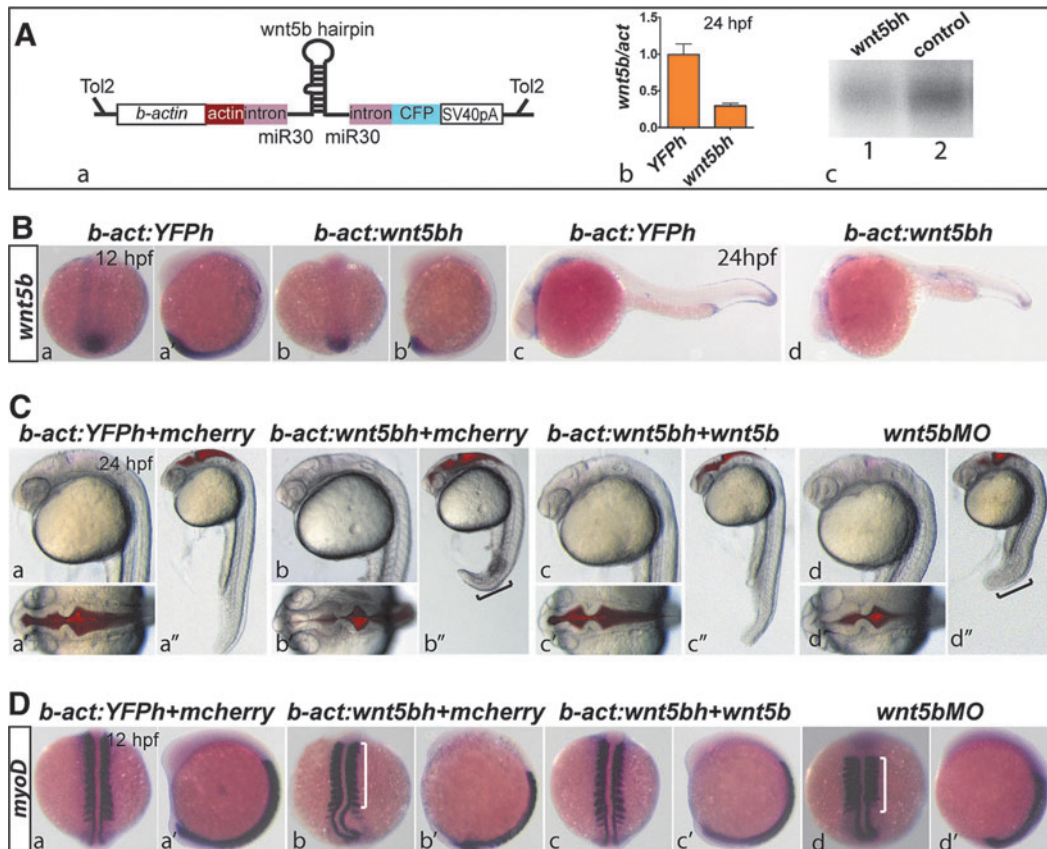 A
wnt5b hairpin
Tol2
Tol2
b-actin
actin
intron
intron
CFP
SV40pA
miR30
miR30
a
wnt5b/act
24 hpf
1.5
1.0
0.5
0.0
YFPh
wnt5bh
b
wnt5bh
control
1
2
c
B
b-act:YFPh
b-act:wnt5bh
b-act:YFPh
b-act:wnt5bh
wnt5b
12 hpf
24hpf
a
a'
b
b'
c
d
C
b-act:YFPh+mcherry
b-act:wnt5bh+mcherry
b-act:wnt5bh+wnt5b
wnt5bMO
24 hpf
a
b
c
d
a'
a"
b'
b"
c'
c"
d'
d"
D
b-act:YFPh+mcherry
b-act:wnt5bh+mcherry
b-act:wnt5bh+wnt5b
wnt5bMO
myoD
12 hpf
a
a'
b
b'
c
c'
d
d'